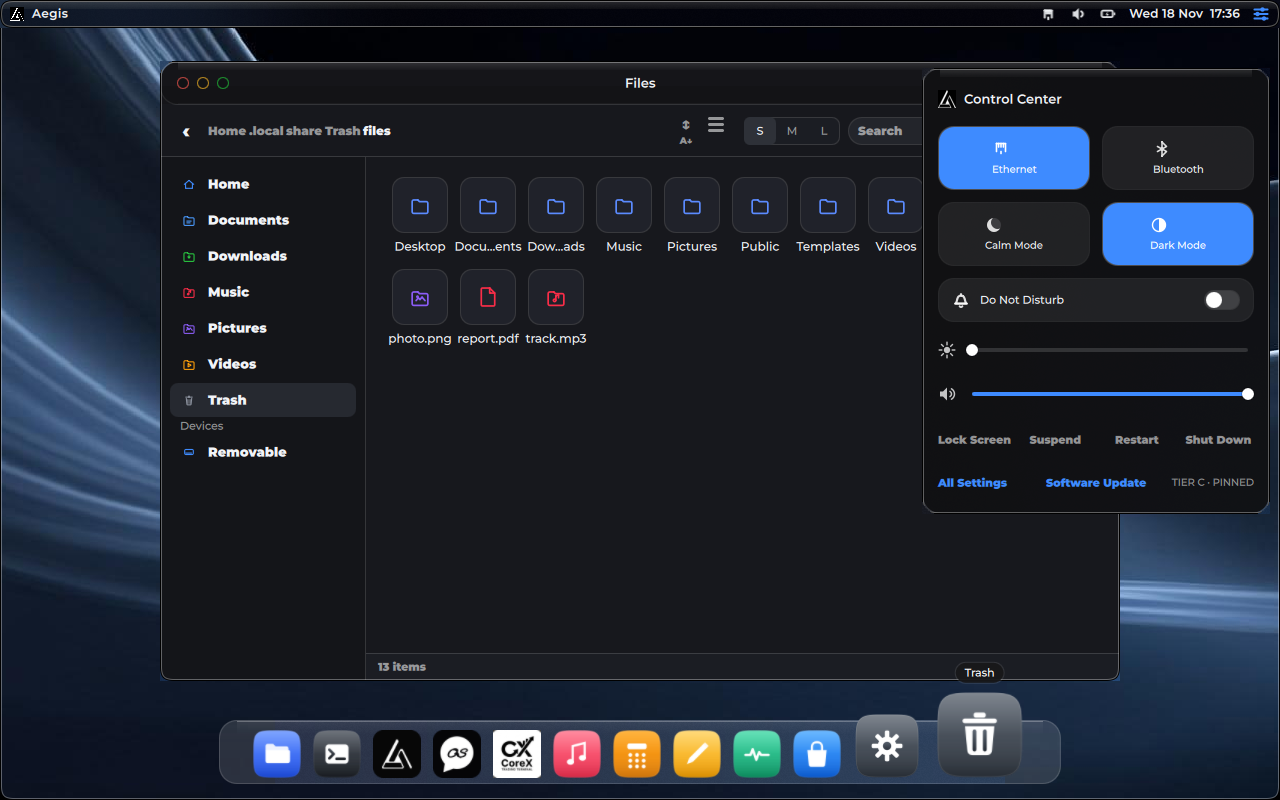 Aegis
Wed 18 Nov 17:36
Files
Home .local share Trash files
A+
S M L
Search
Home
Documents
Downloads
Music
Pictures
Videos
Trash
Devices
Removable
Desktop Docu...ents Dow...ads Music Pictures Public Templates Videos
photo.png report.pdf track.mp3
13 items
Control Center
Ethernet
Bluetooth
Calm Mode
Dark Mode
Do Not Disturb
Lock Screen Suspend Restart Shut Down
All Settings Software Update TIER C · PINNED
Trash
as
CX
CoreX